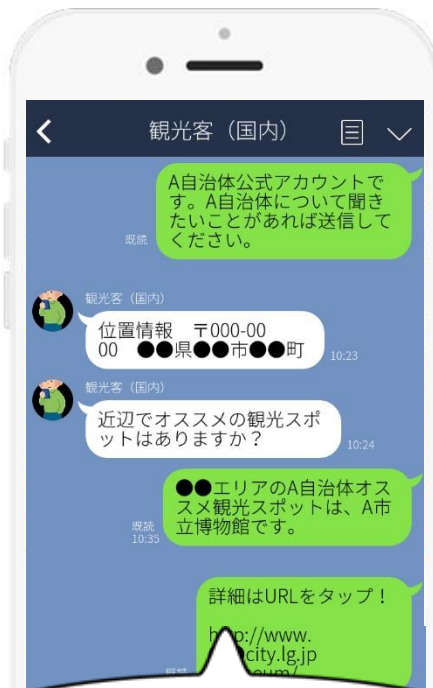 観光客（国内）
A自治体公式アカウントで
す。A自治体について聞き
たいことがあれば送信して
ください。
既読
観光客（国内）
位置情報　〒000-00
00　●●県●●市●●町
10:23
観光客（国内）
近辺でオススメの観光スポ
ットはありますか？
10:24
●●エリアのA自治体オス
スメ観光スポットは、A市
立博物館です。
既読
10:35
詳細はURLをタップ！
http://www.
city.lg.jp